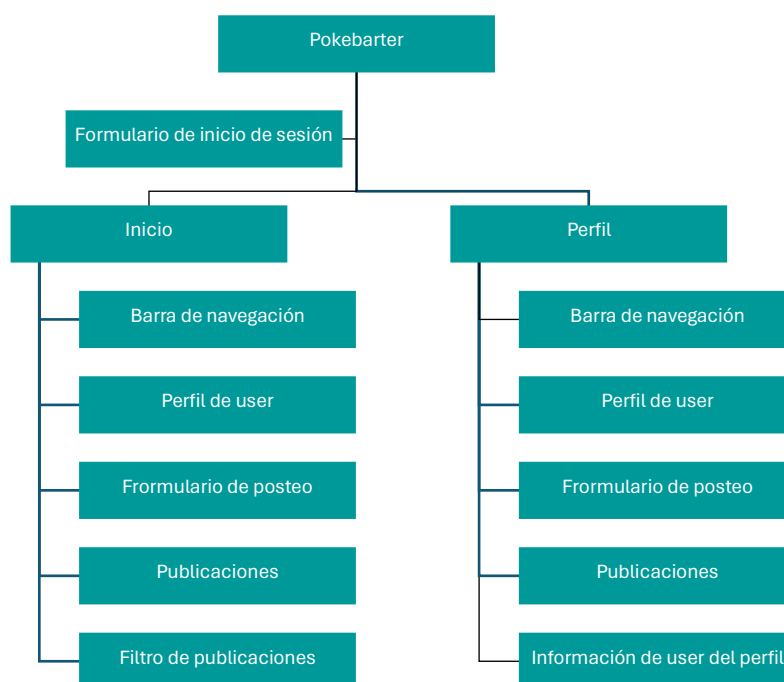 Pokebarter
Formulario de inicio de sesión
Inicio
Perfil
Barra de navegación
Perfil de user
Frormulario de posteo
Publicaciones
Filtro de publicaciones
Barra de navegación
Perfil de user
Frormulario de posteo
Publicaciones
Información de user del perfil